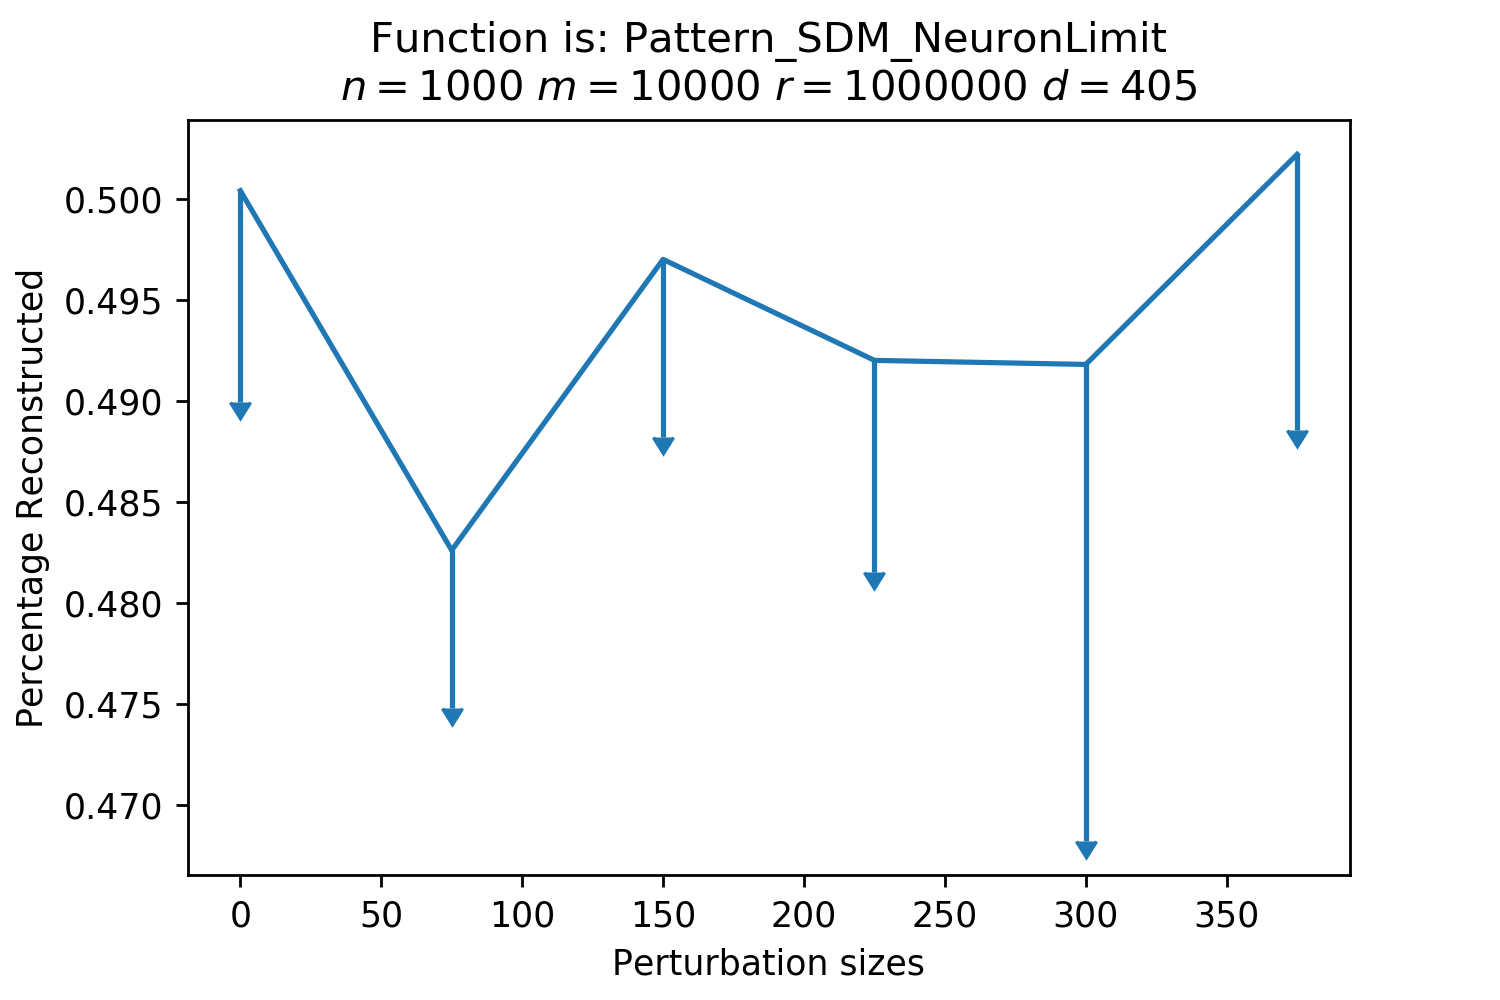 Function is: Pattern_SDM_NeuronLimit
n = 1000 m = 10000 r = 1000000 d = 405
0.500
0.495
0.490
0.485
0.480
0.475
0.470
Percentage Reconstructed
0 50 100 150 200 250 300 350
Perturbation sizes